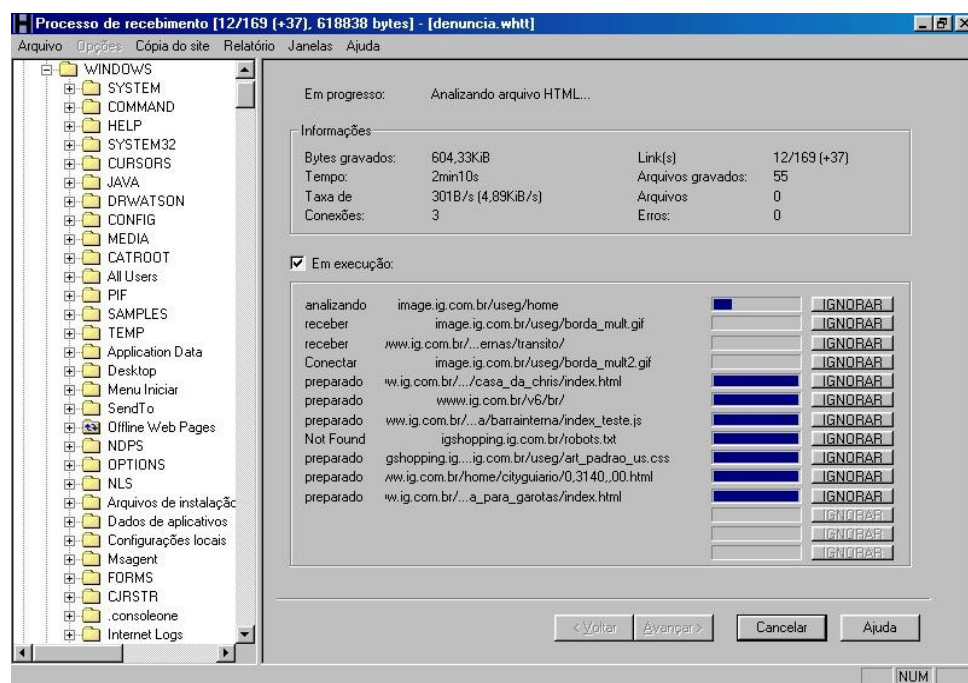 Processo de recebimento [12/169 (+37), 618838 bytes] - [denuncia.whtt]
Arquivo Opções Cópia do site Relatório Janelas Ajuda
WINDOWS
SYSTEM
COMMAND
HELP
SYSTEM32
CURSORS
JAVA
DRWATSON
CONFIG
MEDIA
CATROOT
All Users
PIF
SAMPLES
TEMP
Application Data
Desktop
Menu Iniciar
SendTo
Offline Web Pages
NDPS
OPTIONS
NLS
Arquivos de instalação
Dados de aplicativos
Configurações locais
Msagent
FORMS
CJRSTR
.consoleone
Internet Logs
Em progresso: Analizando arquivo HTML...
Informações
Bytes gravados: 604,33KiB Link(s) 12/169 (+37)
Tempo: 2min10s Arquivos gravados: 55
Taxa de 301B/s (4,89KiB/s) Arquivos 0
Conexões: 3 Erros: 0
Em execução:
analizando image.ig.com.br/useg/home IGNORAR
receber image.ig.com.br/useg/borda_mult.gif IGNORAR
receber www.ig.com.br/...ernas/transito/ IGNORAR
Conectar image.ig.com.br/useg/borda_mult2.gif IGNORAR
preparado w.ig.com.br/.../casa_da_chris/index.html IGNORAR
preparado www.ig.com.br/v6/br/ IGNORAR
preparado ww.ig.com.br/...a/barrainterna/index_teste.js IGNORAR
Not Found igshopping.ig.com.br/robots.txt IGNORAR
preparado gshopping.ig....ig.com.br/useg/art_padrao_us.css IGNORAR
preparado ww.ig.com.br/home/cityguiario/0,3140,,00.html IGNORAR
preparado w.ig.com.br/...a_para_garotas/index.html IGNORAR
IGNORAR
IGNORAR
IGNORAR
< Voltar Avançar > Cancelar Ajuda
NUM